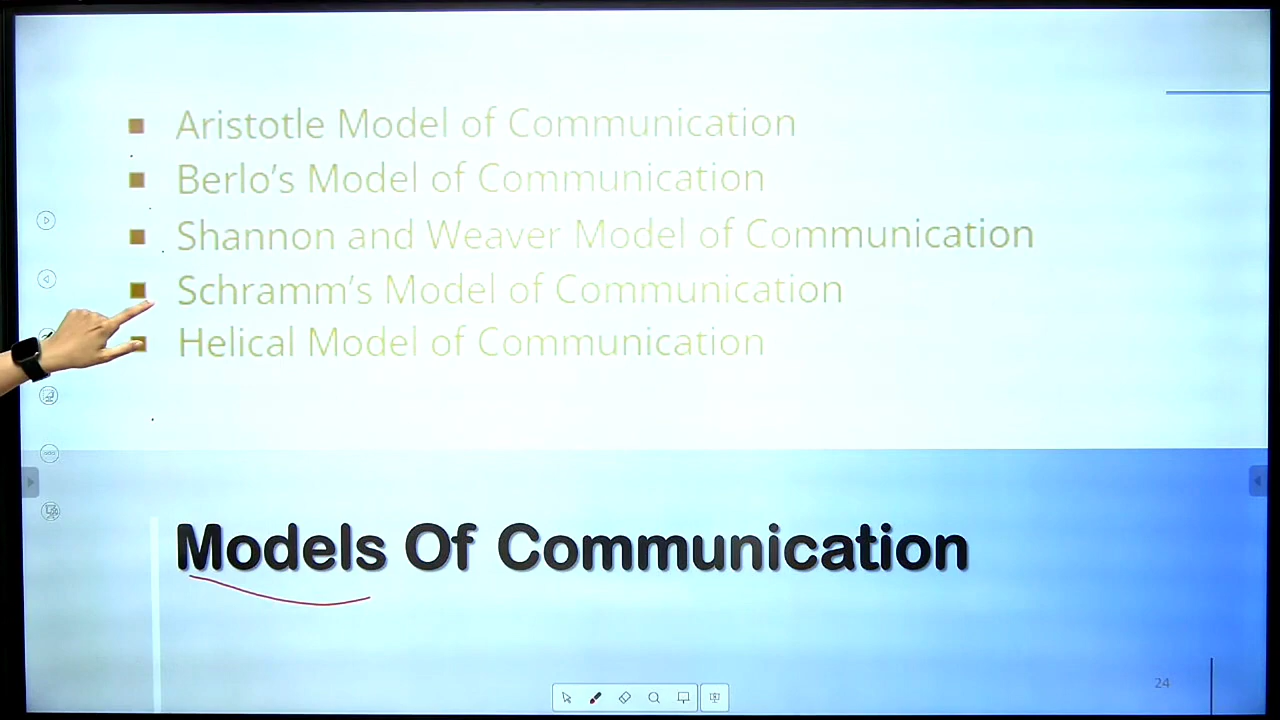 Aristotle Model of Communication
Berlo's Model of Communication
Shannon and Weaver Model of Communication
Schramm's Model of Communication
Helical Model of Communication
Models Of Communication
24